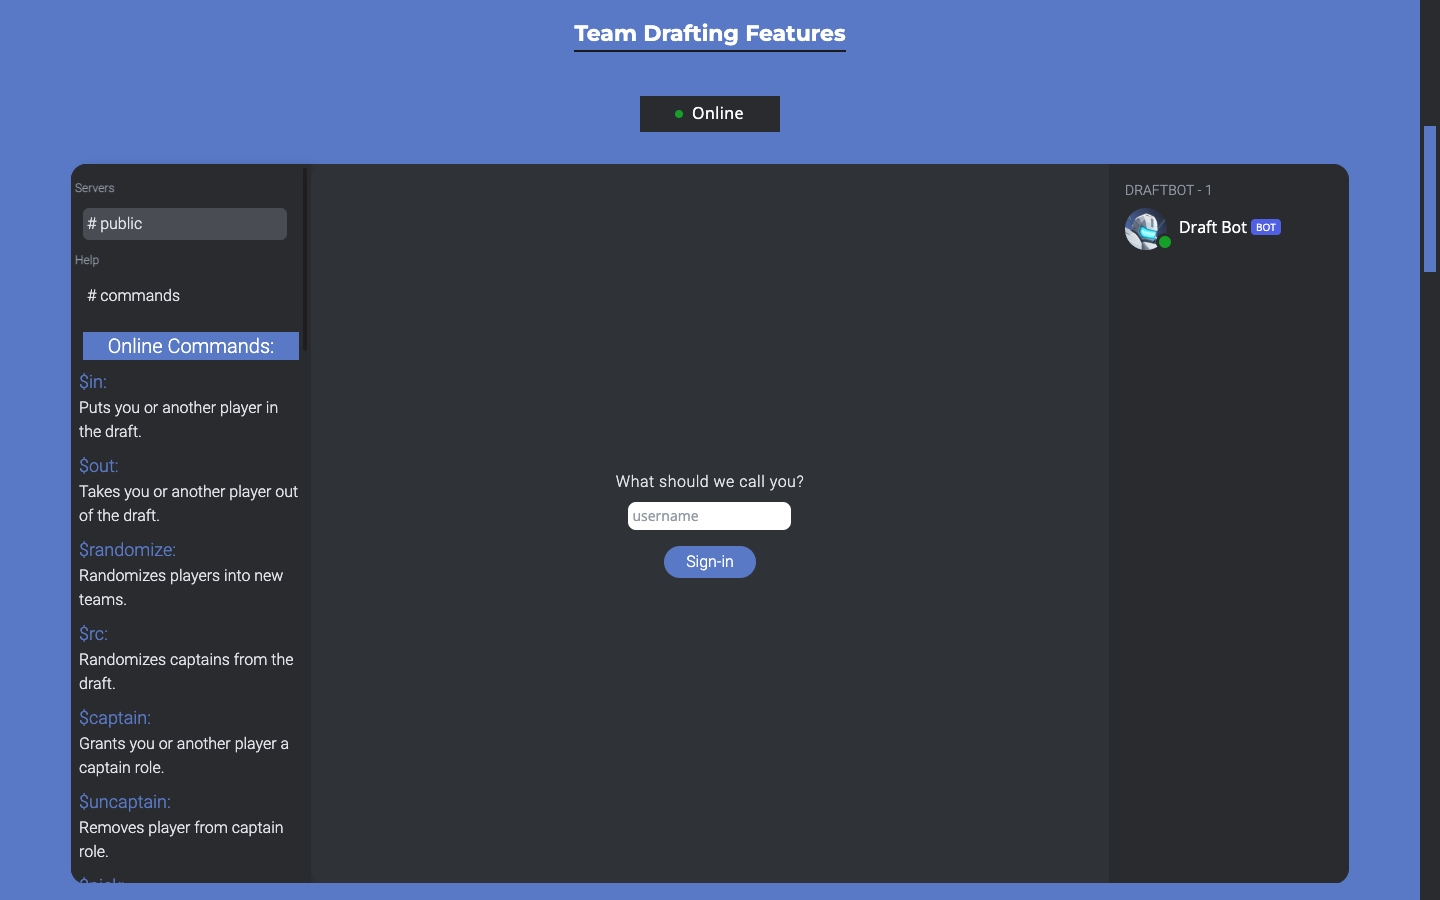 Team Drafting Features
Online
Servers
# public
Help
# commands
Online Commands:
$in:
Puts you or another player in
the draft.
$out:
Takes you or another player out
of the draft.
$randomize:
Randomizes players into new
teams.
$rc:
Randomizes captains from the
draft.
$captain:
Grants you or another player a
captain role.
$uncaptain:
Removes player from captain
role.
What should we call you?
username
Sign-in
DRAFTBOT - 1
Draft Bot BOT